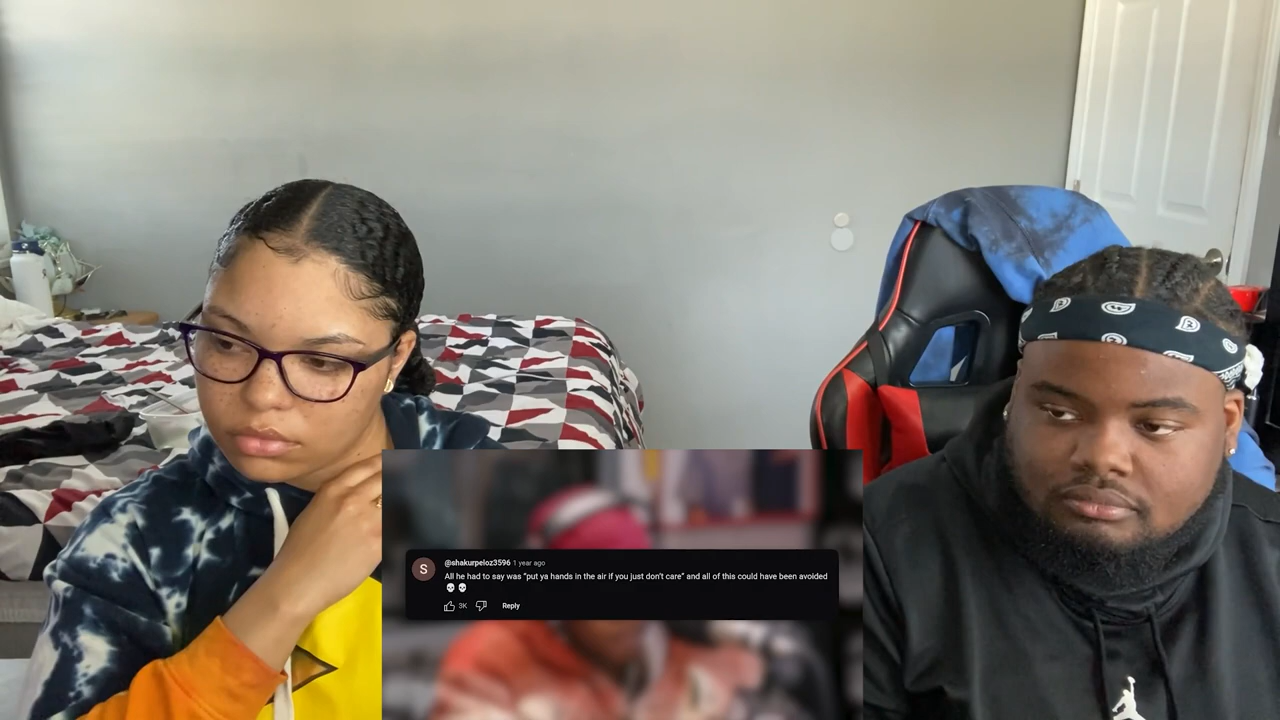 @shakurpeloz3596 1 year ago
All he had to say was "put ya hands in the air if you just don't care" and all of this could have been avoided
💀 💀
3K Reply
S